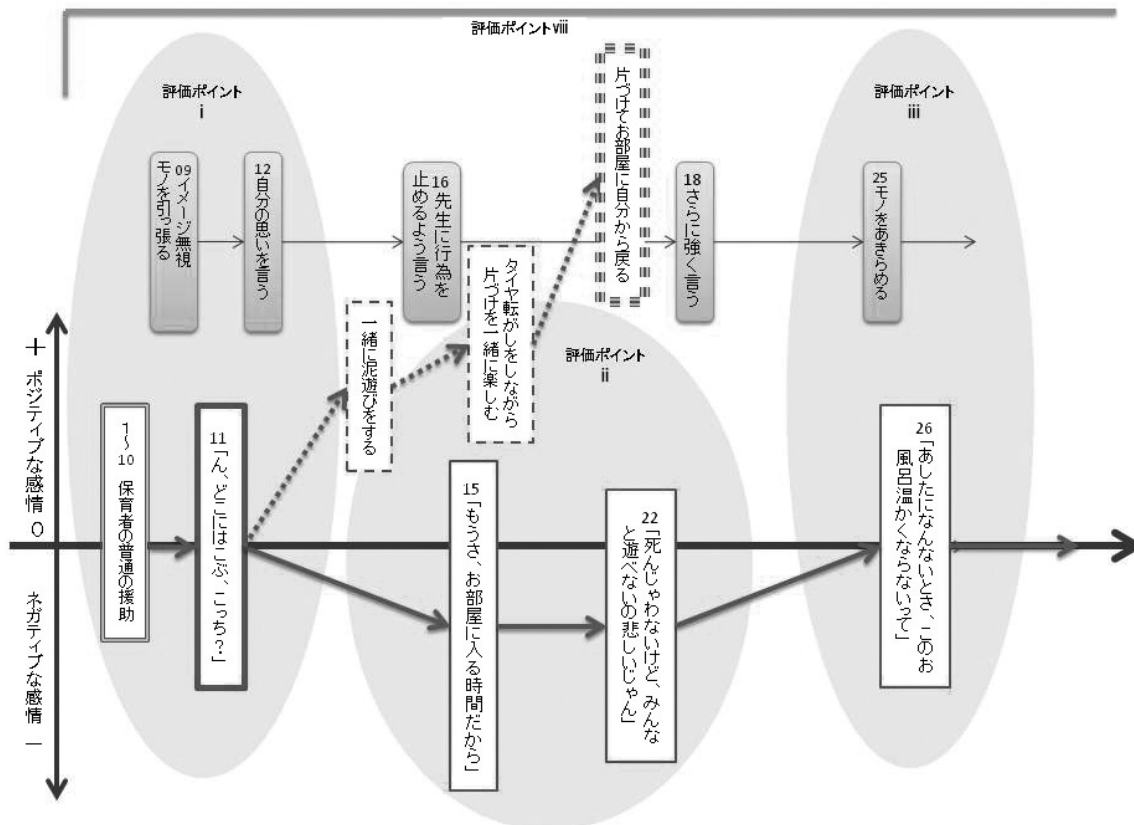 評価ポイントviii
評価ポイント
i
評価ポイント
iii
09イメージ無視
モノを引っ張る
12自分の思いを言う
16先生に行為を
止めるよう言う
片づけてお部屋に自分から戻る
18さらに強く言う
25モノをあきらめる
一緒に泥遊びをする
タイヤ転がしをしながら
片づけを一緒に楽しむ
評価ポイント
ii
＋ ポジティブな感情 0
ネガティブな感情 －
1～10 保育者の普通の援助
11「ん、どこにはこぶ、こっち？」
15「もうさ、お部屋に入る時間だから」
22「死んじゃわないけど、みんな
と遊べないの悲しいじゃん」
26「あしたになんないとき、このお
風呂温かくならないって」